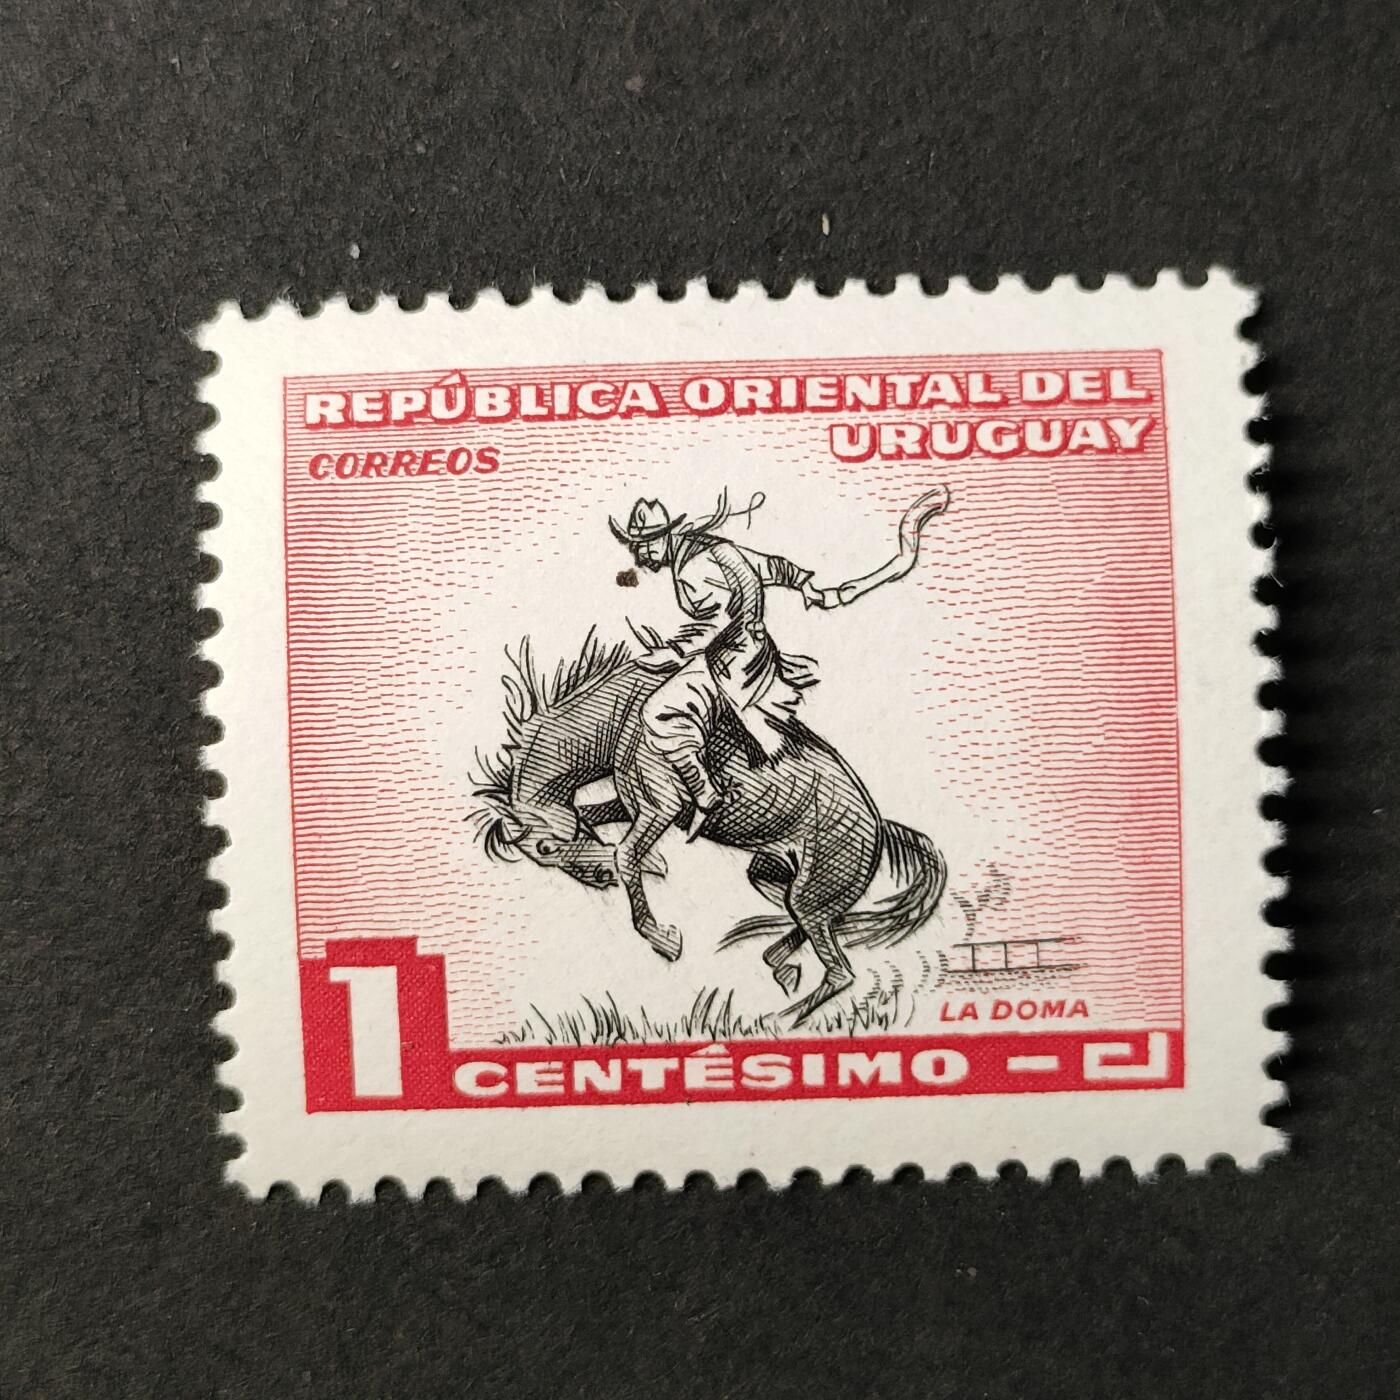 REPÚBLICA ORIENTAL DEL
URUGUAY
CORREOS
LA DOMA
1 CENTÉSIMO